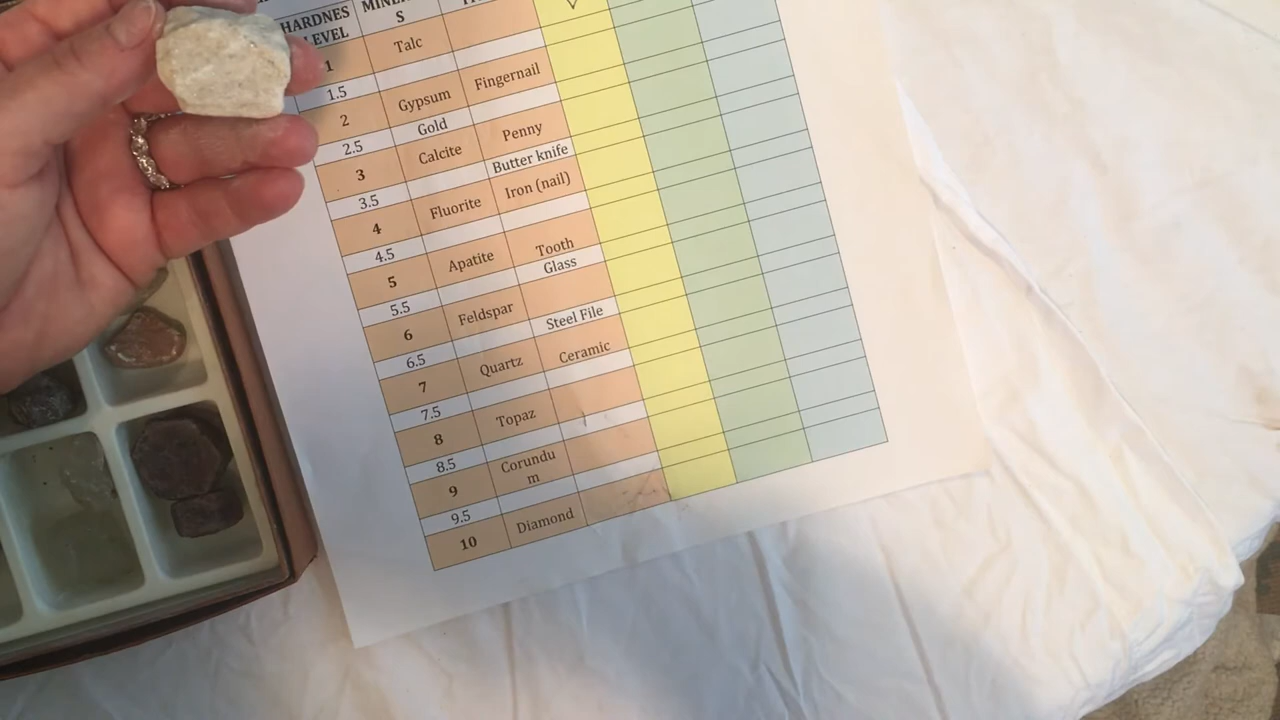 HARDNES
LEVEL
S
1 Talc
1.5
2 Gypsum Fingernail
2.5 Gold
3 Calcite Penny
3.5 Butter knife
4 Fluorite Iron (nail)
4.5
5 Apatite Tooth
5.5 Glass
6 Feldspar
6.5 Steel File
7 Quartz Ceramic
7.5
8 Topaz
8.5
9 Corundu
m
9.5
10 Diamond